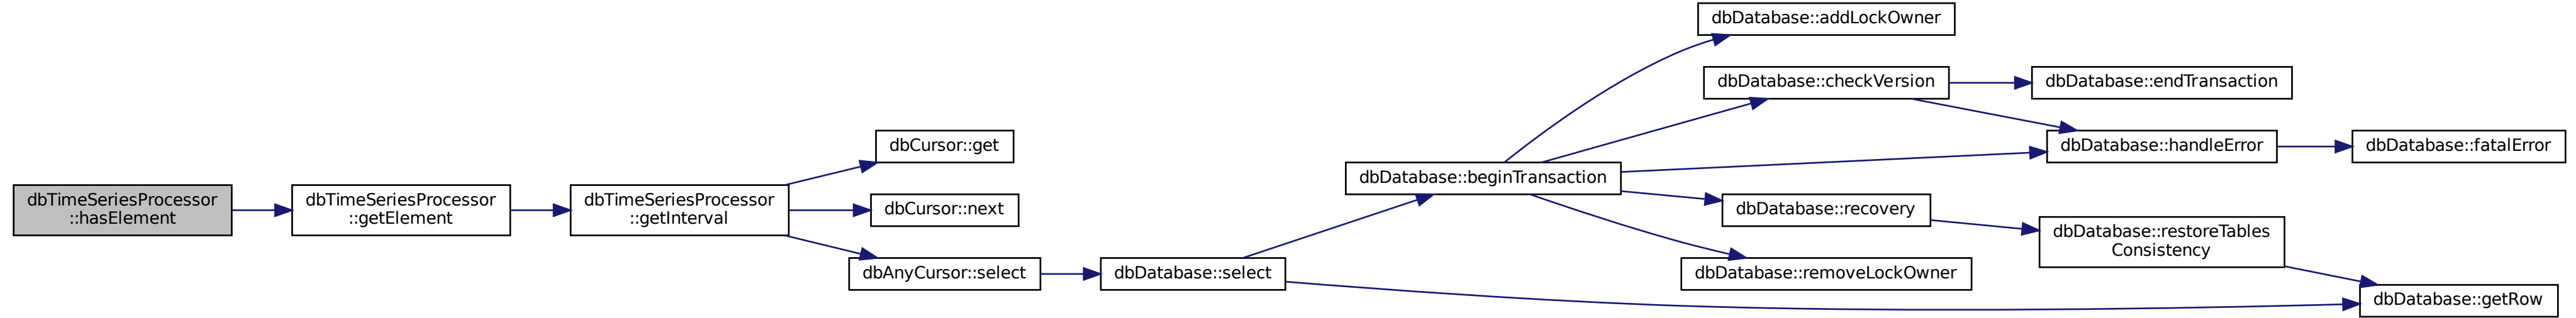 dbTimeSeriesProcessor
::hasElement
dbTimeSeriesProcessor
::getElement
dbTimeSeriesProcessor
::getInterval
dbCursor::get
dbCursor::next
dbAnyCursor::select
dbDatabase::select
dbDatabase::beginTransaction
dbDatabase::addLockOwner
dbDatabase::checkVersion
dbDatabase::endTransaction
dbDatabase::handleError
dbDatabase::fatalError
dbDatabase::recovery
dbDatabase::restoreTables
Consistency
dbDatabase::removeLockOwner
dbDatabase::getRow